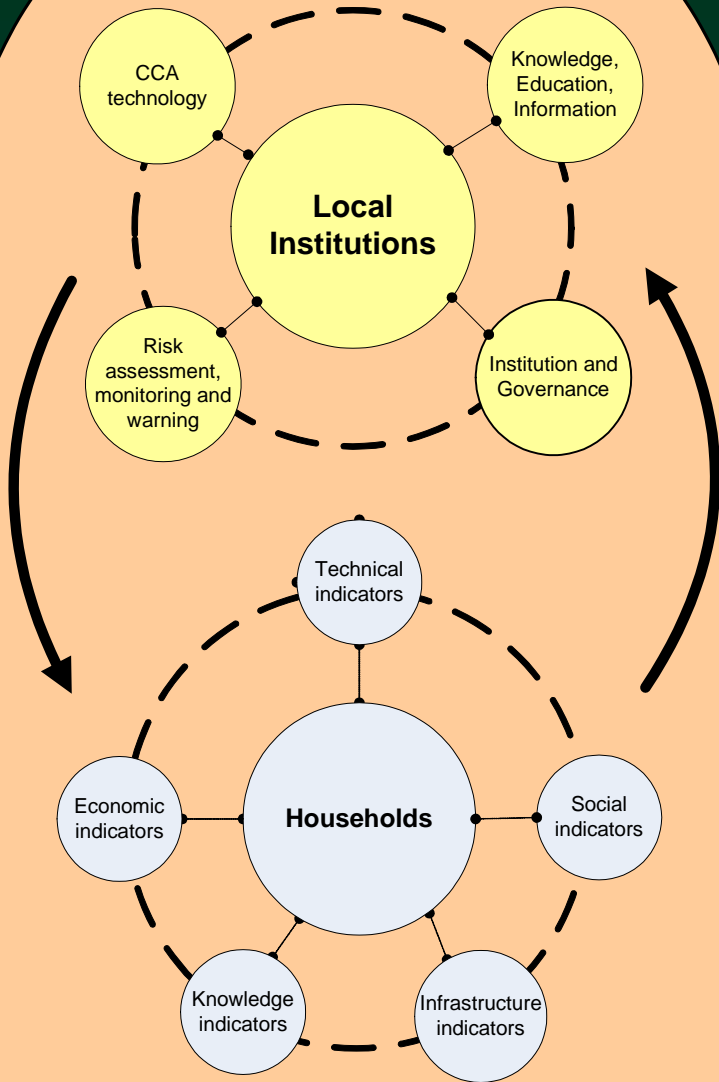 CCA
technology
Knowledge,
Education,
Information
Local
Institutions
Risk
assessment,
monitoring and
warning
Institution and
Governance
Technical
indicators
Economic
indicators
Households
Social
indicators
Knowledge
indicators
Infrastructure
indicators